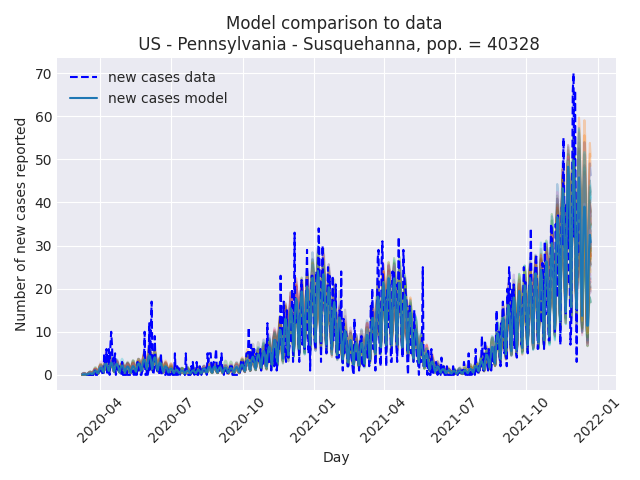 Model comparison to data
US - Pennsylvania - Susquehanna, pop. = 40328
new cases data
new cases model
Number of new cases reported
70
60
50
40
30
20
10
0
2020-04
2020-07
2020-10
2021-01
2021-04
2021-07
2021-10
2022-01
Day